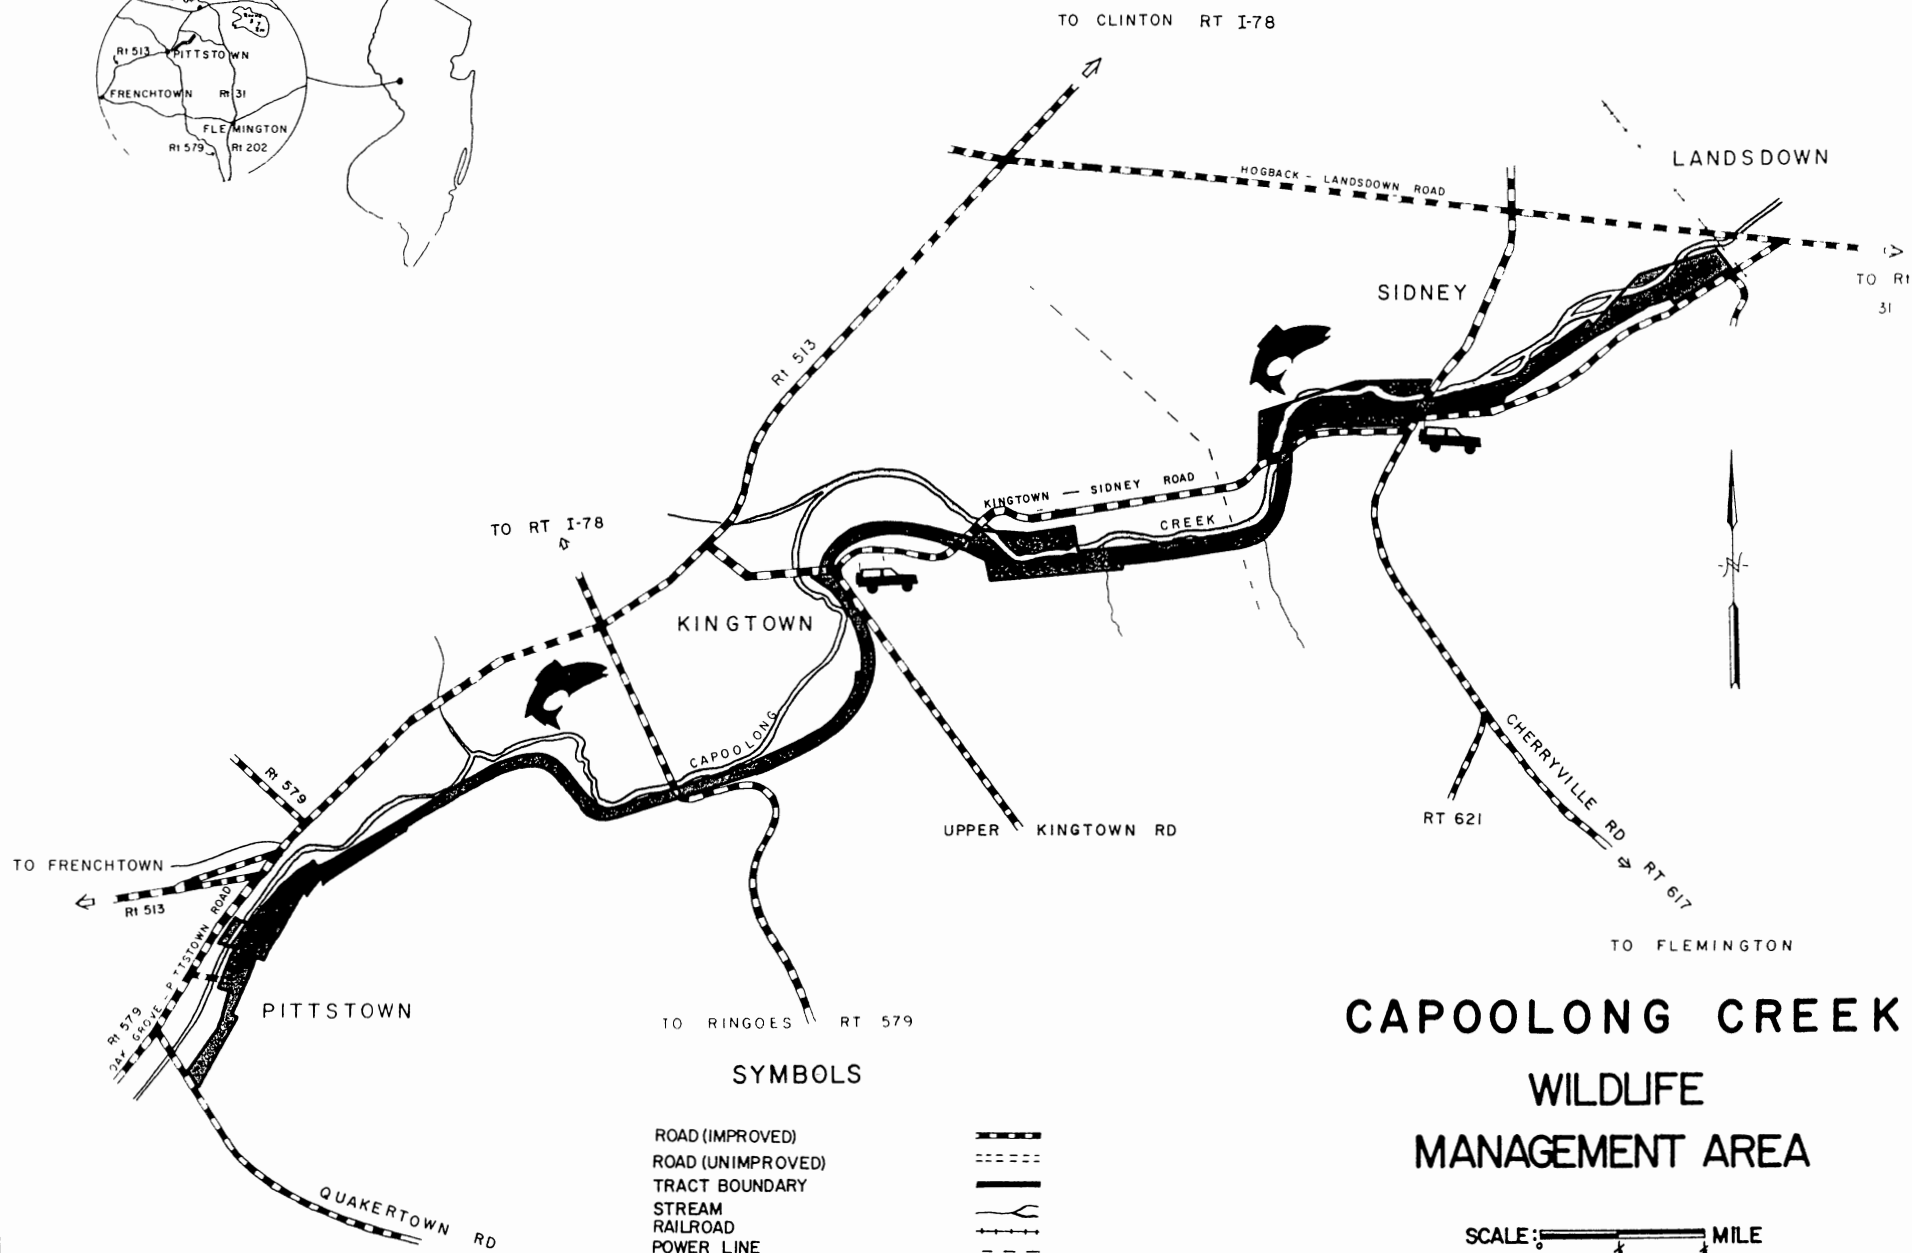 TO CLINTON RT I-78
Rt 513
PITTSTOWN
FRENCHTOWN
Rt 31
FLEMINGTON
Rt 579
Rt 202
HOGBACK - LANDSDOWN ROAD
LANDSDOWN
TO Rt
31
SIDNEY
Rt 513
KINGTOWN — SIDNEY ROAD
CREEK
TO RT I-78
KINGTOWN
CAPOOLONG
Rt 579
UPPER KINGTOWN RD
CHERRYVILLE RD
RT 621
RT 617
TO FRENCHTOWN
Rt 513
OAK GROVE - PITTSTOWN ROAD
Rt 579
TO FLEMINGTON
PITTSTOWN
TO RINGOES RT 579
CAPOOLONG CREEK
WILDLIFE
MANAGEMENT AREA
SYMBOLS
ROAD (IMPROVED)
ROAD (UNIMPROVED)
TRACT BOUNDARY
STREAM
RAILROAD
POWER LINE
QUAKERTOWN RD
SCALE: MILE
N